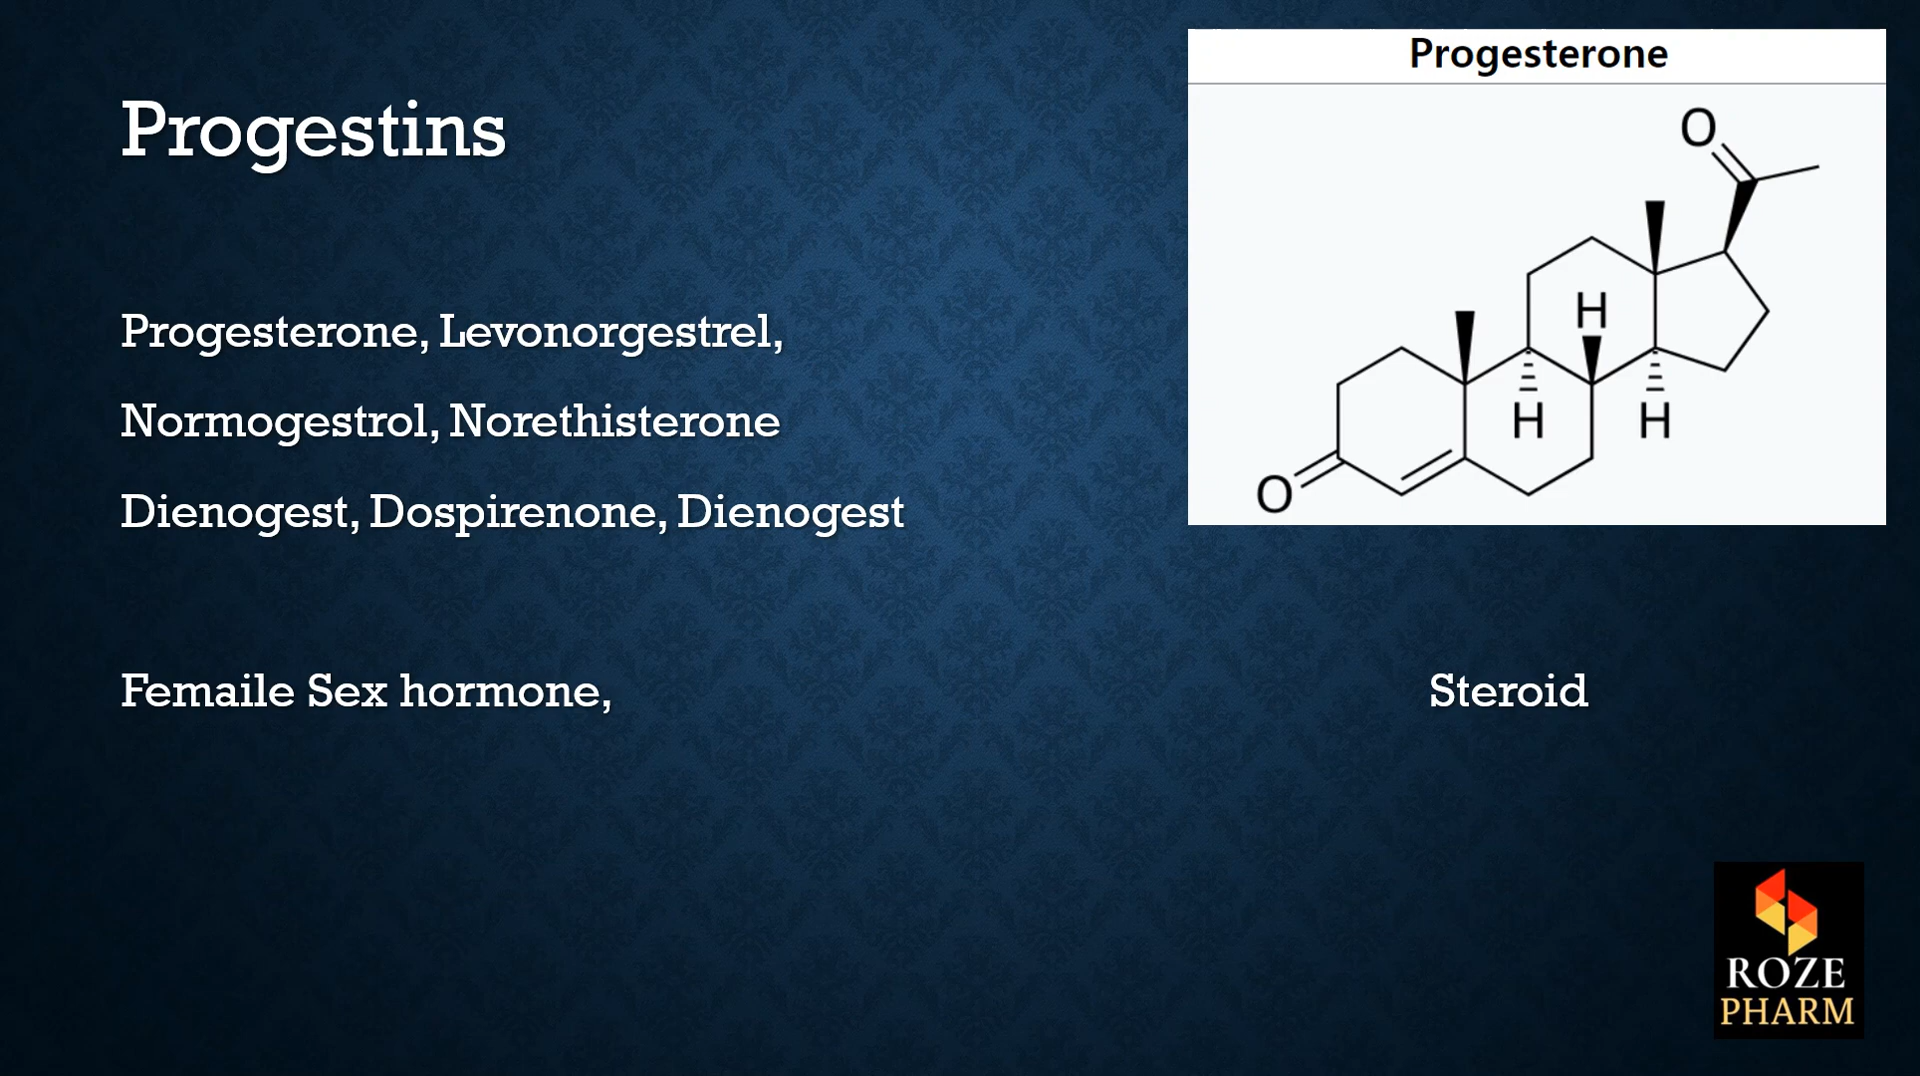 Progestins
Progesterone, Levonorgestrel,
Normogestrol, Norethisterone
Dienogest, Dospirenone, Dienogest
Femaile Sex hormone,
Steroid
Progesterone
O
H
H
H
O
ROZE
PHARM